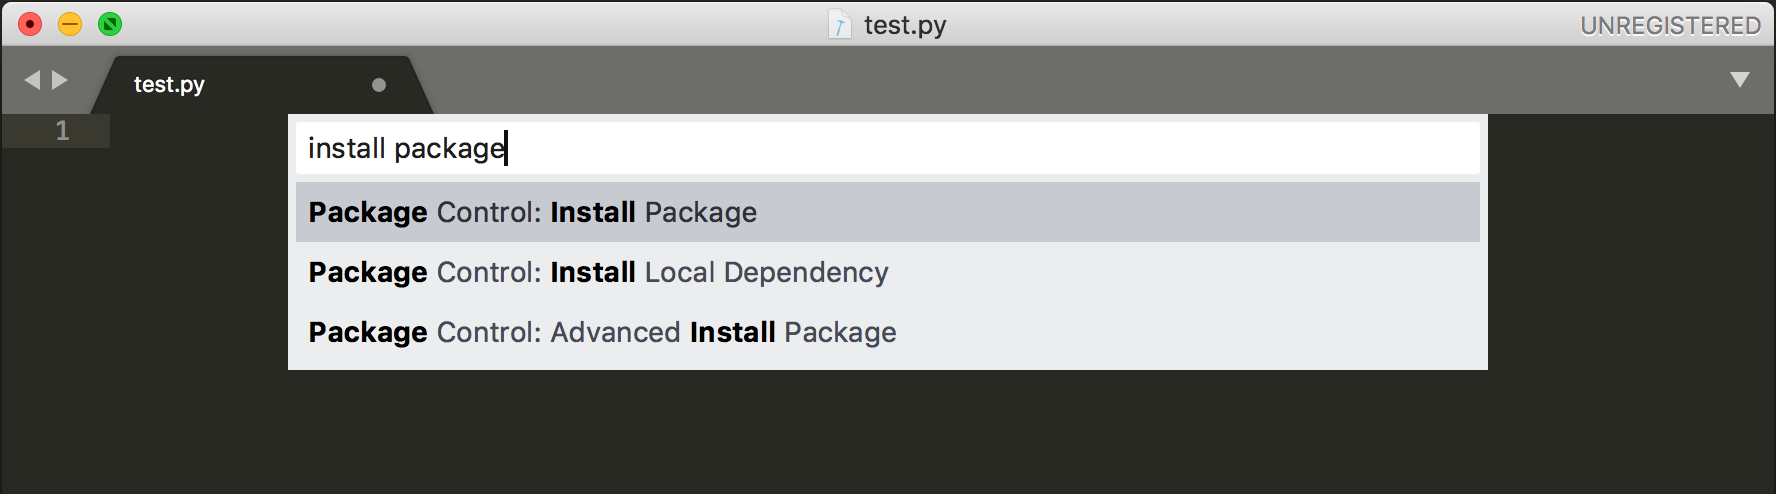 test.py
UNREGISTERED
test.py
1
install package
Package Control: Install Package
Package Control: Install Local Dependency
Package Control: Advanced Install Package